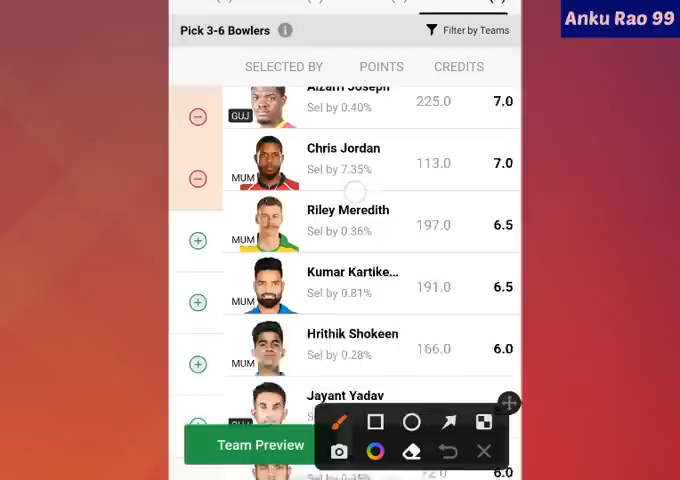 Anku Rao 99
Pick 3-6 Bowlers i
Filter by Teams
SELECTED BY POINTS CREDITS
Alzarri Joseph
GUJ Sel by 0.40% 225.0 7.0
Chris Jordan
MUM Sel by 7.35% 113.0 7.0
Riley Meredith
MUM Sel by 0.36% 197.0 6.5
Kumar Kartike...
MUM Sel by 0.81% 191.0 6.5
Hrithik Shokeen
MUM Sel by 0.28% 166.0 6.0
Jayant Yadav
Team Preview
6.0